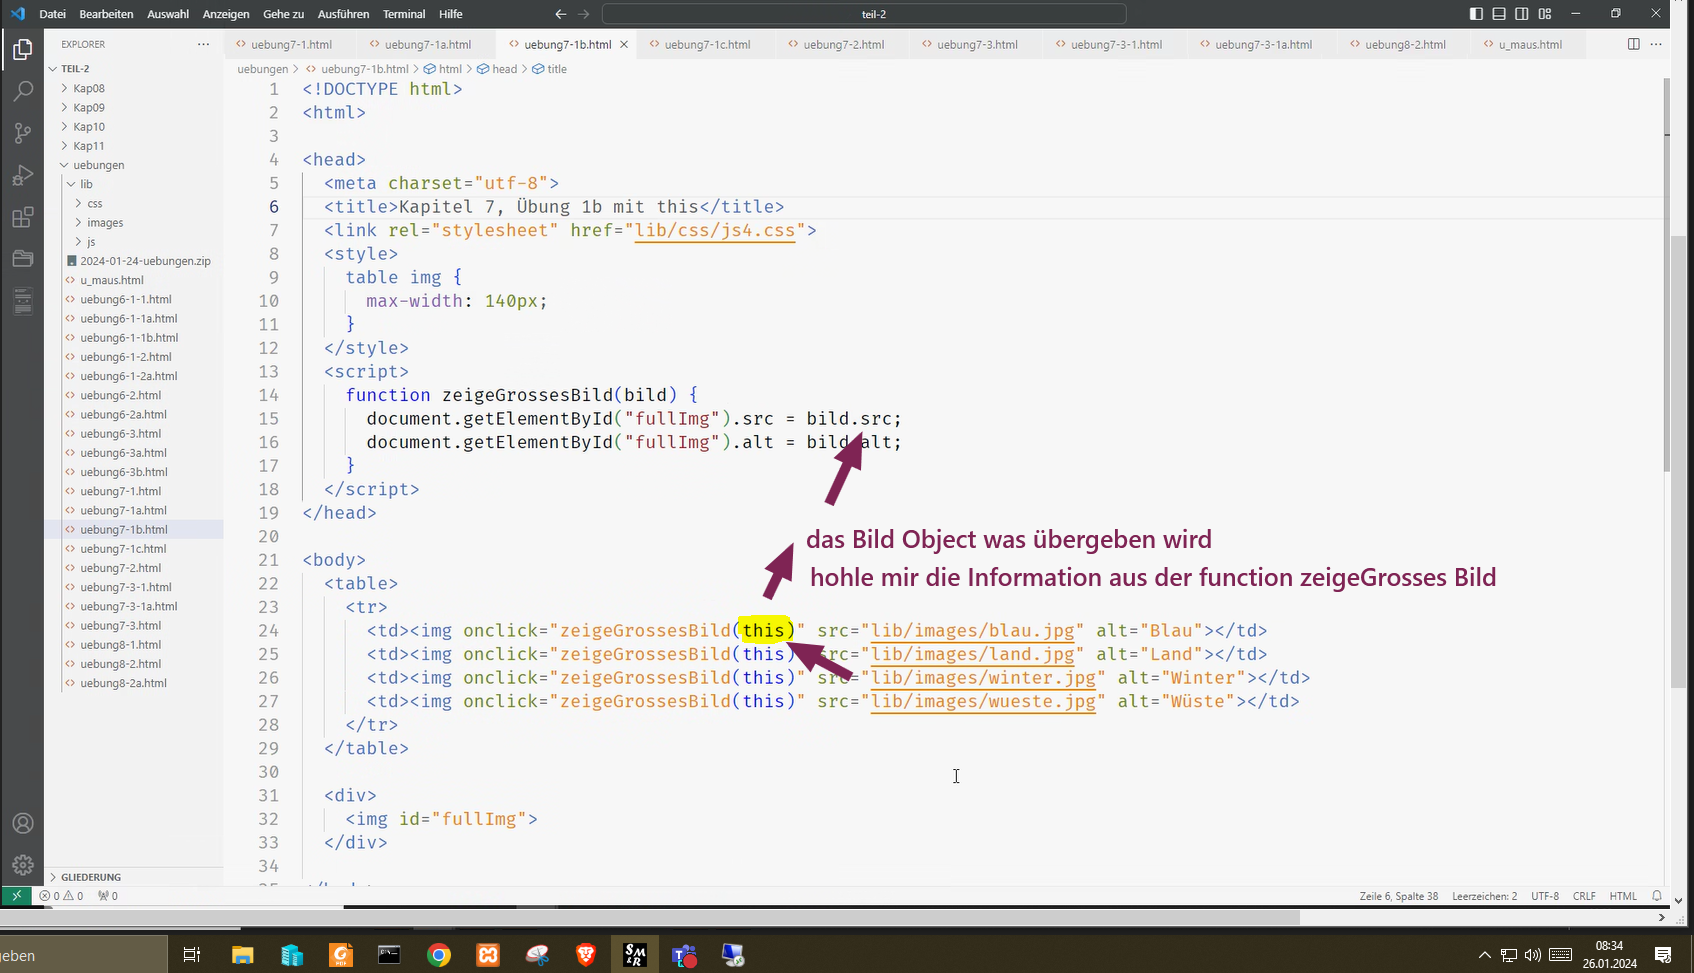 Datei Bearbeiten Auswahl Anzeigen Gehe zu Ausführen Terminal Hilfe
teil-2
EXPLORER
uebung7-1.html uebung7-1a.html uebung7-1b.html uebung7-1c.html uebung7-2.html uebung7-3.html uebung7-3-1.html uebung7-3-1a.html uebung8-2.html u_maus.html
uebungen > uebung7-1b.html > html > head > title
TEIL-2
Kap08
Kap09
Kap10
Kap11
uebungen
lib
css
images
js
2024-01-24-uebungen.zip
u_maus.html
uebung6-1-1.html
uebung6-1-1a.html
uebung6-1-1b.html
uebung6-1-2.html
uebung6-1-2a.html
uebung6-2.html
uebung6-2a.html
uebung6-3.html
uebung6-3a.html
uebung6-3b.html
uebung7-1.html
uebung7-1a.html
uebung7-1b.html
uebung7-1c.html
uebung7-2.html
uebung7-3-1.html
uebung7-3-1a.html
uebung7-3.html
uebung8-1.html
uebung8-2.html
uebung8-2a.html
GLIEDERUNG
1 <!DOCTYPE html>
2 <html>
3
4 <head>
5 <meta charset="utf-8">
6 <title>Kapitel 7, Übung 1b mit this</title>
7 <link rel="stylesheet" href="lib/css/js4.css">
8 <style>
9 table img {
10 max-width: 140px;
11 }
12 </style>
13 <script>
14 function zeigeGrossesBild(bild) {
15 document.getElementById("fullImg").src = bild.src;
16 document.getElementById("fullImg").alt = bild alt;
17 }
18 </script>
19 </head>
20
21 <body>
22 <table>
23 <tr>
24 <td><img onclick="zeigeGrossesBild(this)" src="lib/images/blau.jpg" alt="Blau"></td>
25 <td><img onclick="zeigeGrossesBild(this) src="lib/images/land.jpg" alt="Land"></td>
26 <td><img onclick="zeigeGrossesBild(this)" src="lib/images/winter.jpg" alt="Winter"></td>
27 <td><img onclick="zeigeGrossesBild(this)" src="lib/images/wueste.jpg" alt="Wüste"></td>
28 </tr>
29 </table>
30
31 <div>
32 <img id="fullImg">
33 </div>
34
das Bild Object was übergeben wird
hohle mir die Information aus der function zeigeGrosses Bild
0 0 0
Zeile 6, Spalte 38 Leerzeichen: 2 UTF-8 CRLF HTML
geben
08:34
26.01.2024